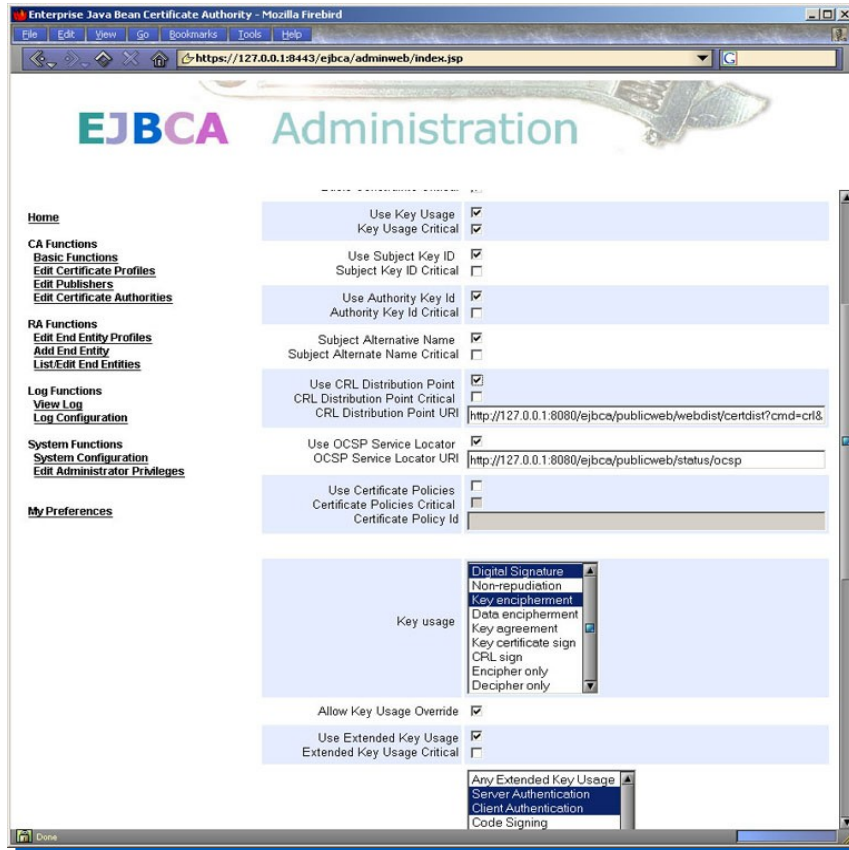 Enterprise Java Bean Certificate Authority - Mozilla Firebird
File Edit View Go Bookmarks Tools Help
https://127.0.0.1:8443/ejbca/adminweb/index.jsp
G
EJBCA Administration
Home
CA Functions
Basic Functions
Edit Certificate Profiles
Edit Publishers
Edit Certificate Authorities
RA Functions
Edit End Entity Profiles
Add End Entity
List/Edit End Entities
Log Functions
View Log
Log Configuration
System Functions
System Configuration
Edit Administrator Privileges
My Preferences
Use Key Usage
Key Usage Critical
Use Subject Key ID
Subject Key ID Critical
Use Authority Key Id
Authority Key Id Critical
Subject Alternative Name
Subject Alternate Name Critical
Use CRL Distribution Point
CRL Distribution Point Critical
CRL Distribution Point URI http://127.0.0.1:8080/ejbca/publicweb/webdist/certdist?cmd=crl&
Use OCSP Service Locator
OCSP Service Locator URI http://127.0.0.1:8080/ejbca/publicweb/status/ocsp
Use Certificate Policies
Certificate Policies Critical
Certificate Policy Id
Key usage
Digital Signature
Non-repudiation
Key encipherment
Data encipherment
Key agreement
Key certificate sign
CRL sign
Encipher only
Decipher only
Allow Key Usage Override
Use Extended Key Usage
Extended Key Usage Critical
Any Extended Key Usage
Server Authentication
Client Authentication
Code Signing
Done